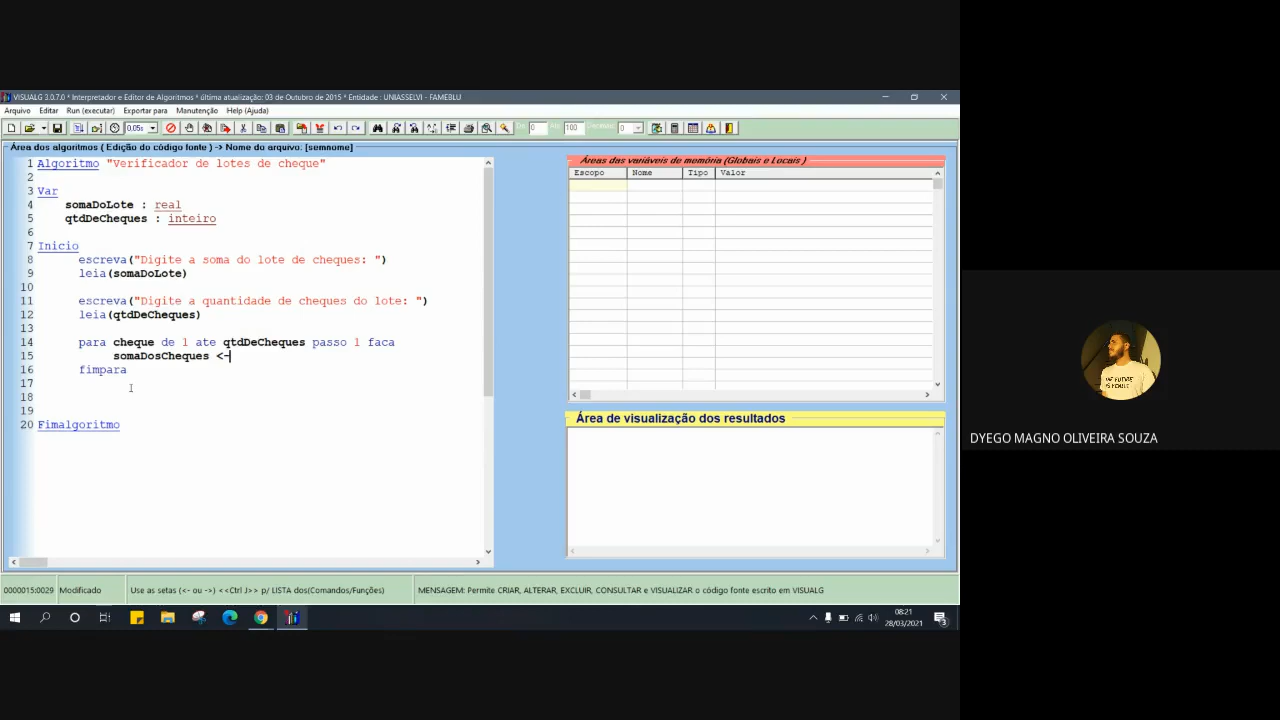 VISUALG 3.0.7.0 * Interpretador e Editor de Algoritmos * última atualização: 03 de Outubro de 2015 * Entidade : UNIASSELVI - FAMEBLU
Arquivo Editar Run (executar) Exportar para Manutenção Help (Ajuda)
0,05s 0 100 0
Área dos algoritmos ( Edição do código fonte ) -> Nome do arquivo: [semnome]
1 Algoritmo "Verificador de lotes de cheque"
2
3 Var
4 somaDoLote : real
5 qtdDeCheques : inteiro
6
7 Inicio
8 escreva("Digite a soma do lote de cheques: ")
9 leia(somaDoLote)
10
11 escreva("Digite a quantidade de cheques do lote: ")
12 leia(qtdDeCheques)
13
14 para cheque de 1 ate qtdDeCheques passo 1 faca
15 somaDosCheques <-
16 fimpara
17
18
19
20 Fimalgoritmo
Áreas das variáveis de memória (Globais e Locais )
Escopo Nome Tipo Valor
Área de visualização dos resultados
DYEGO MAGNO OLIVEIRA SOUZA
0000015:0029 Modificado Use as setas (<- ou ->) <<Ctrl J>> p/ LISTA dos(Comandos/Funções) MENSAGEM: Permite CRIAR, ALTERAR, EXCLUIR, CONSULTAR e VISUALIZAR o código fonte escrito em VISUALG
08:21
28/03/2021